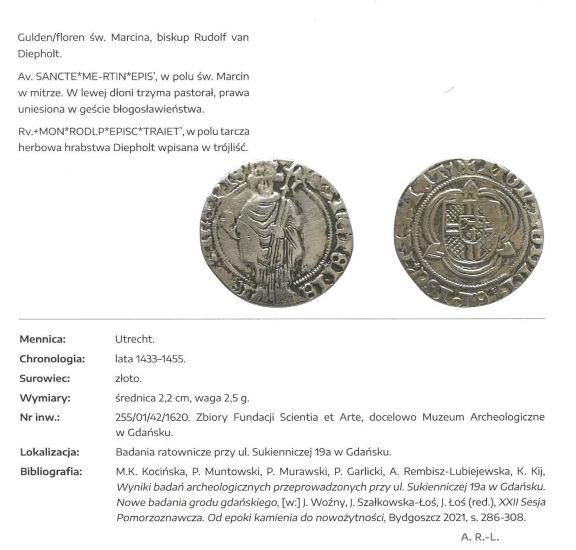 Gulden/floren św. Marcina, biskup Rudolf van
Diepholt.
Av. SANCTE*ME-RTIN*EPIS’, w polu św. Marcin
w mitrze. W lewej dłoni trzyma pastorał, prawa
uniesiona w geście błogosławieństwa.
Rv.+MON*RODLP*EPISC*TRAIET’, w polu tarcza
herbowa hrabstwa Diepholt wpisana w trójliść.
Mennica: Utrecht.
Chronologia: lata 1433–1455.
Surowiec: złoto.
Wymiary: średnica 2,2 cm, waga 2,5 g.
Nr inw.: 255/01/42/1620. Zbiory Fundacji Scientia et Arte, docelowo Muzeum Archeologiczne
w Gdańsku.
Lokalizacja: Badania ratownicze przy ul. Sukienniczej 19a w Gdańsku.
Bibliografia: M.K. Kocińska, P. Muntowski, P. Murawski, P. Garlicki, A. Rembisz-Lubiejewska, K. Kij,
Wyniki badań archeologicznych przeprowadzonych przy ul. Sukienniczej 19a w Gdańsku.
Nowe badania grodu gdańskiego, [w:] J. Woźny, J. Szałkowska-Łoś, J. Łoś (red.), XXII Sesja
Pomorzoznawcza. Od epoki kamienia do nowożytności, Bydgoszcz 2021, s. 286-308.
A. R.-L.